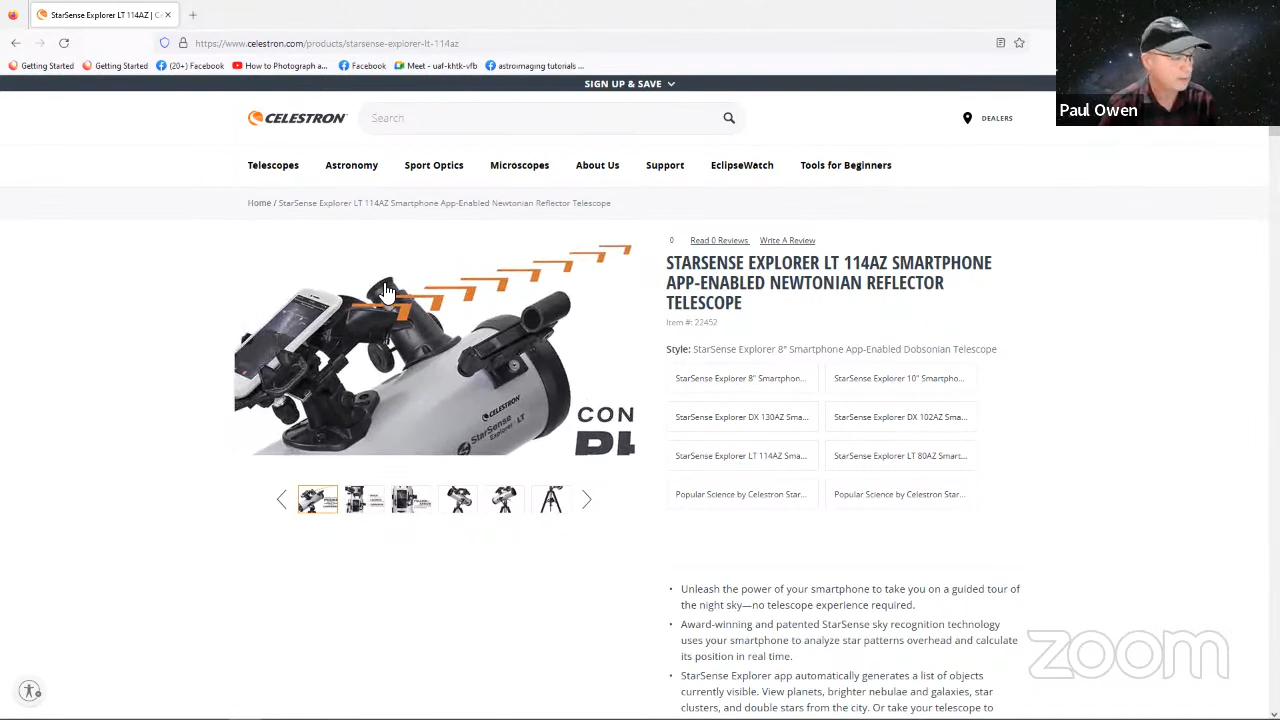 StarSense Explorer LT 114AZ | C
https://www.celestron.com/products/starsense-explorer-lt-114az
Getting Started
Getting Started
(20+) Facebook
How to Photograph a...
Facebook
Meet - uaf-khtk-vfb
astroimaging tutorials ...
SIGN UP & SAVE
CELESTRON
Search
DEALERS
Telescopes
Astronomy
Sport Optics
Microscopes
About Us
Support
EclipseWatch
Tools for Beginners
Home / StarSense Explorer LT 114AZ Smartphone App-Enabled Newtonian Reflector Telescope
CELESTRON
StarSense
Explorer LT
CON
0 Read 0 Reviews Write A Review
STARSENSE EXPLORER LT 114AZ SMARTPHONE
APP-ENABLED NEWTONIAN REFLECTOR
TELESCOPE
Item #: 22452
Style: StarSense Explorer 8" Smartphone App-Enabled Dobsonian Telescope
StarSense Explorer 8" Smartphon...
StarSense Explorer 10" Smartpho...
StarSense Explorer DX 130AZ Sma...
StarSense Explorer DX 102AZ Sma...
StarSense Explorer LT 114AZ Sma...
StarSense Explorer LT 80AZ Smart...
Popular Science by Celestron Star...
Popular Science by Celestron Star...
• Unleash the power of your smartphone to take you on a guided tour of
the night sky—no telescope experience required.
• Award-winning and patented StarSense sky recognition technology
uses your smartphone to analyze star patterns overhead and calculate
its position in real time.
• StarSense Explorer app automatically generates a list of objects
currently visible. View planets, brighter nebulae and galaxies, star
clusters, and double stars from the city. Or take your telescope to
Paul Owen
zoom